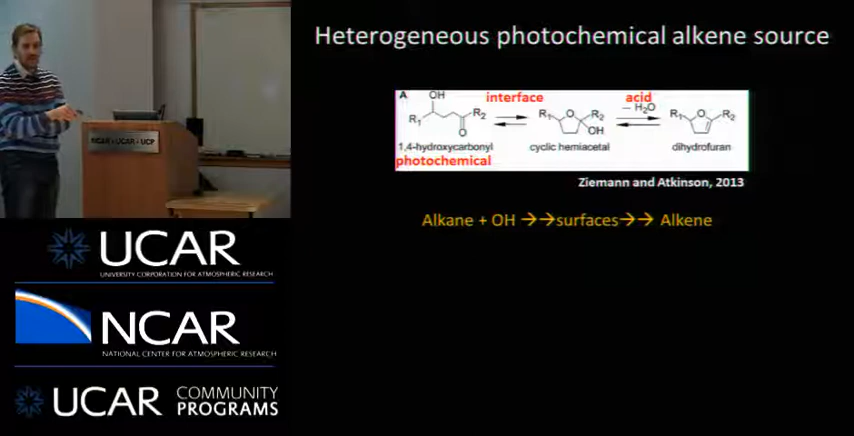 Heterogeneous photochemical alkene source
A
OH
R1
R2
O
interface
R1
O
R2
OH
acid
– H2O
R1
O
R2
1,4-hydroxycarbonyl
cyclic hemiacetal
dihydrofuran
photochemical
Ziemann and Atkinson, 2013
Alkane + OH →→surfaces→→ Alkene
NCAR • UCAR • UCP
UCAR
UNIVERSITY CORPORATION FOR ATMOSPHERIC RESEARCH
NCAR
NATIONAL CENTER FOR ATMOSPHERIC RESEARCH
UCAR
COMMUNITY
PROGRAMS